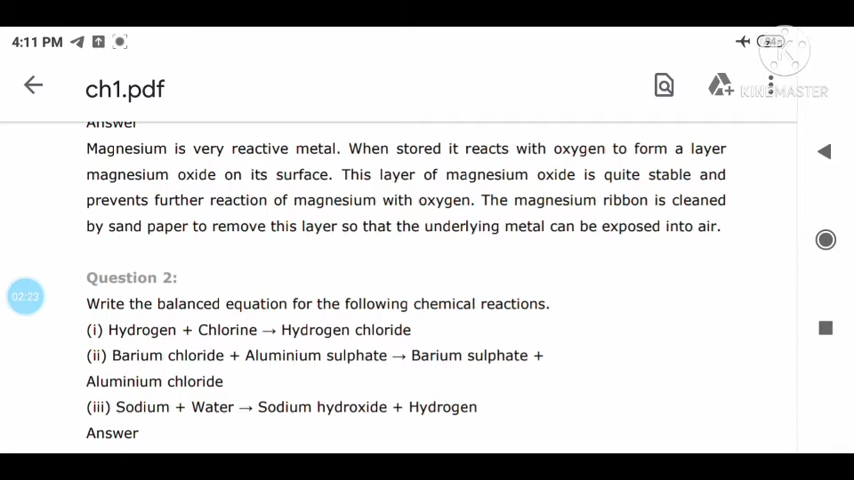 4:11 PM
ch1.pdf
KINEMASTER
Answer
Magnesium is very reactive metal. When stored it reacts with oxygen to form a layer
magnesium oxide on its surface. This layer of magnesium oxide is quite stable and
prevents further reaction of magnesium with oxygen. The magnesium ribbon is cleaned
by sand paper to remove this layer so that the underlying metal can be exposed into air.
Question 2:
02:23
Write the balanced equation for the following chemical reactions.
(i) Hydrogen + Chlorine → Hydrogen chloride
(ii) Barium chloride + Aluminium sulphate → Barium sulphate +
Aluminium chloride
(iii) Sodium + Water → Sodium hydroxide + Hydrogen
Answer